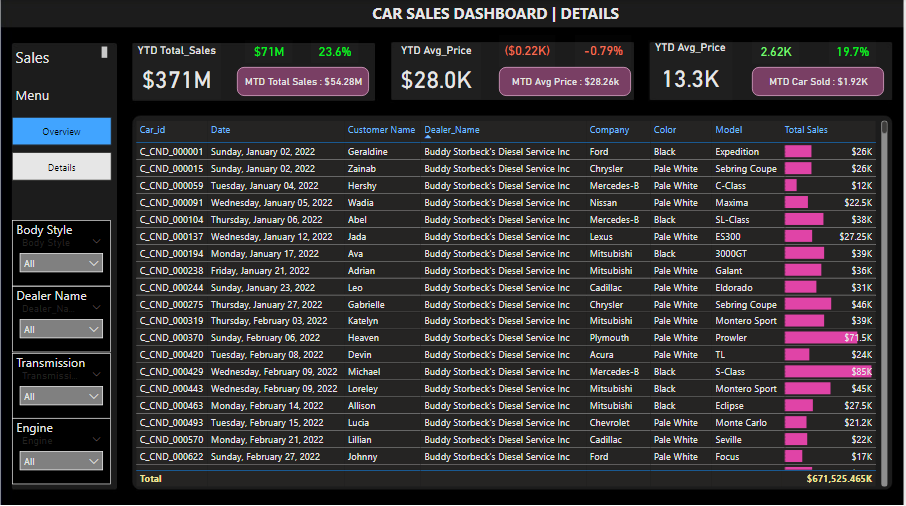 CAR SALES DASHBOARD | DETAILS
Sales
Menu
Overview
Details
Body Style
Body Style
All
Dealer Name
Dealer_Na...
All
Transmission
Transmissi...
All
Engine
Engine
All
YTD Total_Sales
$71M 23.6%
$371M
MTD Total Sales : $54.28M
YTD Avg_Price
($0.22K) -0.79%
$28.0K
MTD Avg Price : $28.26k
YTD Avg_Price
2.62K 19.7%
13.3K
MTD Car Sold : $1.92K
Car_id Date Customer Name Dealer_Name Company Color Model Total Sales
C_CND_000001 Sunday, January 02, 2022 Geraldine Buddy Storbeck's Diesel Service Inc Ford Black Expedition $26K
C_CND_000015 Sunday, January 02, 2022 Zainab Buddy Storbeck's Diesel Service Inc Chrysler Pale White Sebring Coupe $26K
C_CND_000059 Tuesday, January 04, 2022 Hershy Buddy Storbeck's Diesel Service Inc Mercedes-B Pale White C-Class $12K
C_CND_000091 Wednesday, January 05, 2022 Wadia Buddy Storbeck's Diesel Service Inc Nissan Pale White Maxima $22.5K
C_CND_000104 Thursday, January 06, 2022 Abel Buddy Storbeck's Diesel Service Inc Mercedes-B Black SL-Class $38K
C_CND_000137 Wednesday, January 12, 2022 Jada Buddy Storbeck's Diesel Service Inc Lexus Pale White ES300 $27.25K
C_CND_000194 Monday, January 17, 2022 Ava Buddy Storbeck's Diesel Service Inc Mitsubishi Black 3000GT $39K
C_CND_000238 Friday, January 21, 2022 Adrian Buddy Storbeck's Diesel Service Inc Mitsubishi Pale White Galant $36K
C_CND_000244 Sunday, January 23, 2022 Leo Buddy Storbeck's Diesel Service Inc Cadillac Pale White Eldorado $31K
C_CND_000275 Thursday, January 27, 2022 Gabrielle Buddy Storbeck's Diesel Service Inc Chrysler Pale White Sebring Coupe $46K
C_CND_000319 Thursday, February 03, 2022 Katelyn Buddy Storbeck's Diesel Service Inc Mitsubishi Pale White Montero Sport $39K
C_CND_000370 Sunday, February 06, 2022 Heaven Buddy Storbeck's Diesel Service Inc Plymouth Pale White Prowler $71.5K
C_CND_000420 Tuesday, February 08, 2022 Devin Buddy Storbeck's Diesel Service Inc Acura Pale White TL $24K
C_CND_000429 Wednesday, February 09, 2022 Michael Buddy Storbeck's Diesel Service Inc Mercedes-B Black S-Class $85K
C_CND_000443 Wednesday, February 09, 2022 Loreley Buddy Storbeck's Diesel Service Inc Mitsubishi Black Montero Sport $45K
C_CND_000463 Monday, February 14, 2022 Allison Buddy Storbeck's Diesel Service Inc Mitsubishi Black Eclipse $27.5K
C_CND_000493 Tuesday, February 15, 2022 Lucia Buddy Storbeck's Diesel Service Inc Chevrolet Pale White Monte Carlo $21.2K
C_CND_000570 Monday, February 21, 2022 Lillian Buddy Storbeck's Diesel Service Inc Cadillac Pale White Seville $22K
C_CND_000622 Sunday, February 27, 2022 Johnny Buddy Storbeck's Diesel Service Inc Ford Pale White Focus $17K
Total $671,525.465K